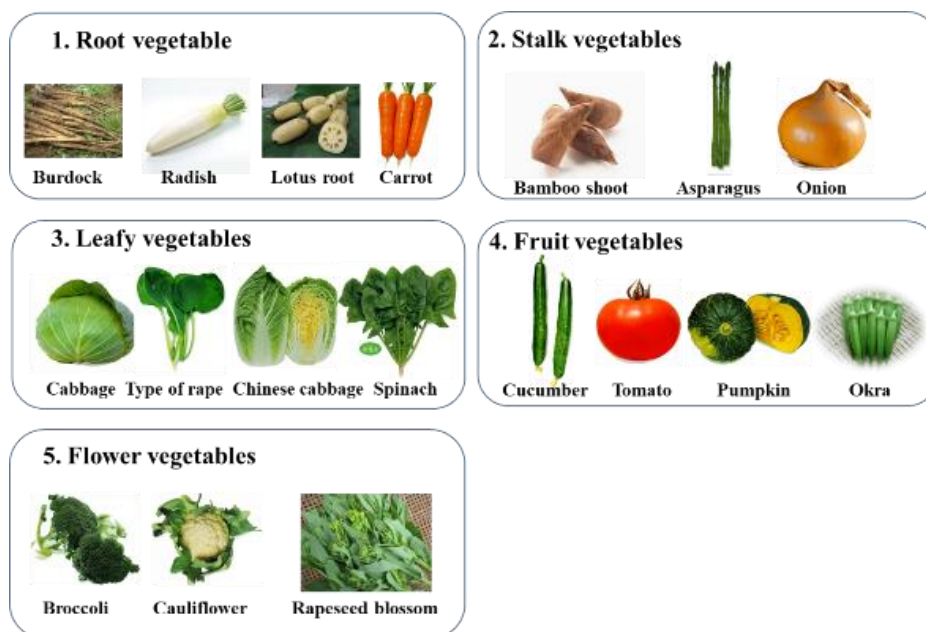 1. Root vegetable
Burdock
Radish
Lotus root
Carrot
2. Stalk vegetables
Bamboo shoot
Asparagus
Onion
3. Leafy vegetables
Cabbage
Type of rape
Chinese cabbage
Spinach
4. Fruit vegetables
Cucumber
Tomato
Pumpkin
Okra
5. Flower vegetables
Broccoli
Cauliflower
Rapeseed blossom